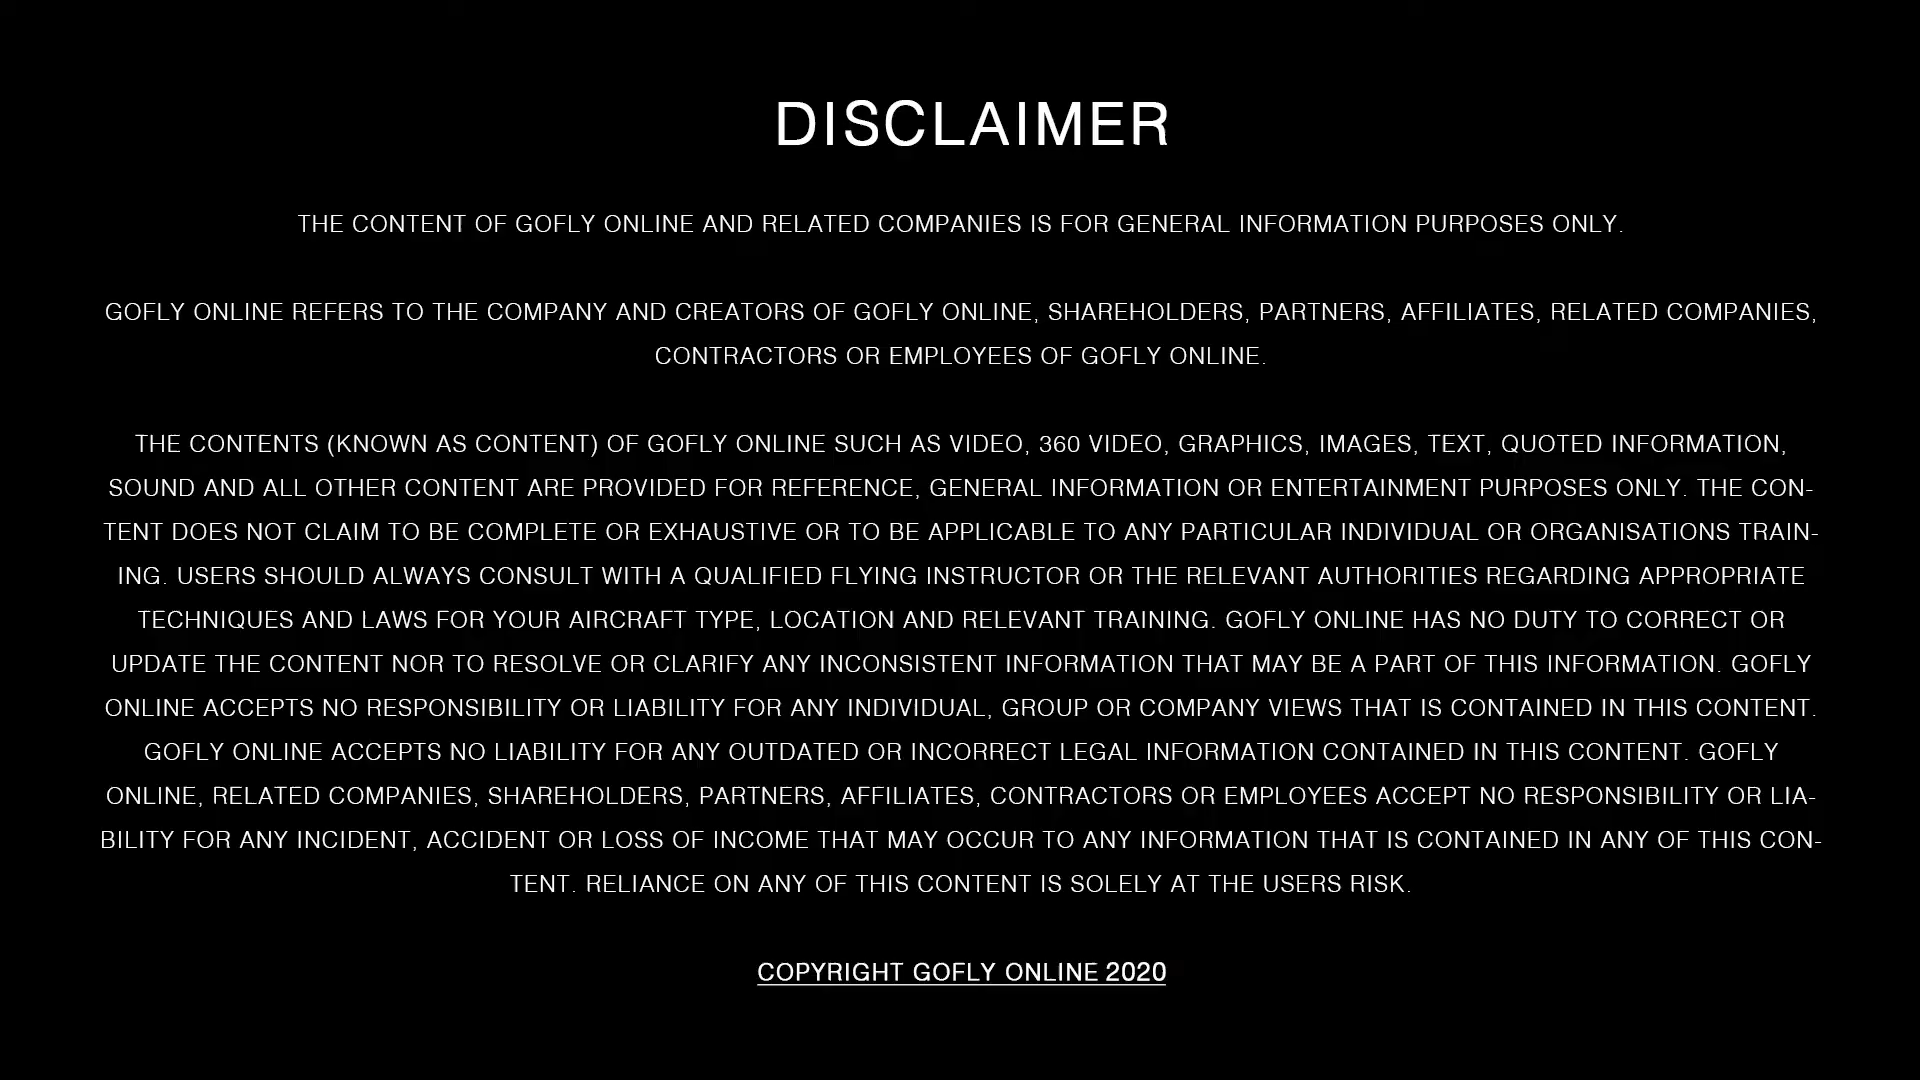 DISCLAIMER
THE CONTENT OF GOFLY ONLINE AND RELATED COMPANIES IS FOR GENERAL INFORMATION PURPOSES ONLY.
GOFLY ONLINE REFERS TO THE COMPANY AND CREATORS OF GOFLY ONLINE, SHAREHOLDERS, PARTNERS, AFFILIATES, RELATED COMPANIES,
CONTRACTORS OR EMPLOYEES OF GOFLY ONLINE.
THE CONTENTS (KNOWN AS CONTENT) OF GOFLY ONLINE SUCH AS VIDEO, 360 VIDEO, GRAPHICS, IMAGES, TEXT, QUOTED INFORMATION,
SOUND AND ALL OTHER CONTENT ARE PROVIDED FOR REFERENCE, GENERAL INFORMATION OR ENTERTAINMENT PURPOSES ONLY. THE CON-
TENT DOES NOT CLAIM TO BE COMPLETE OR EXHAUSTIVE OR TO BE APPLICABLE TO ANY PARTICULAR INDIVIDUAL OR ORGANISATIONS TRAIN-
ING. USERS SHOULD ALWAYS CONSULT WITH A QUALIFIED FLYING INSTRUCTOR OR THE RELEVANT AUTHORITIES REGARDING APPROPRIATE
TECHNIQUES AND LAWS FOR YOUR AIRCRAFT TYPE, LOCATION AND RELEVANT TRAINING. GOFLY ONLINE HAS NO DUTY TO CORRECT OR
UPDATE THE CONTENT NOR TO RESOLVE OR CLARIFY ANY INCONSISTENT INFORMATION THAT MAY BE A PART OF THIS INFORMATION. GOFLY
ONLINE ACCEPTS NO RESPONSIBILITY OR LIABILITY FOR ANY INDIVIDUAL, GROUP OR COMPANY VIEWS THAT IS CONTAINED IN THIS CONTENT.
GOFLY ONLINE ACCEPTS NO LIABILITY FOR ANY OUTDATED OR INCORRECT LEGAL INFORMATION CONTAINED IN THIS CONTENT. GOFLY
ONLINE, RELATED COMPANIES, SHAREHOLDERS, PARTNERS, AFFILIATES, CONTRACTORS OR EMPLOYEES ACCEPT NO RESPONSIBILITY OR LIA-
BILITY FOR ANY INCIDENT, ACCIDENT OR LOSS OF INCOME THAT MAY OCCUR TO ANY INFORMATION THAT IS CONTAINED IN ANY OF THIS CON-
TENT. RELIANCE ON ANY OF THIS CONTENT IS SOLELY AT THE USERS RISK.
COPYRIGHT GOFLY ONLINE 2020